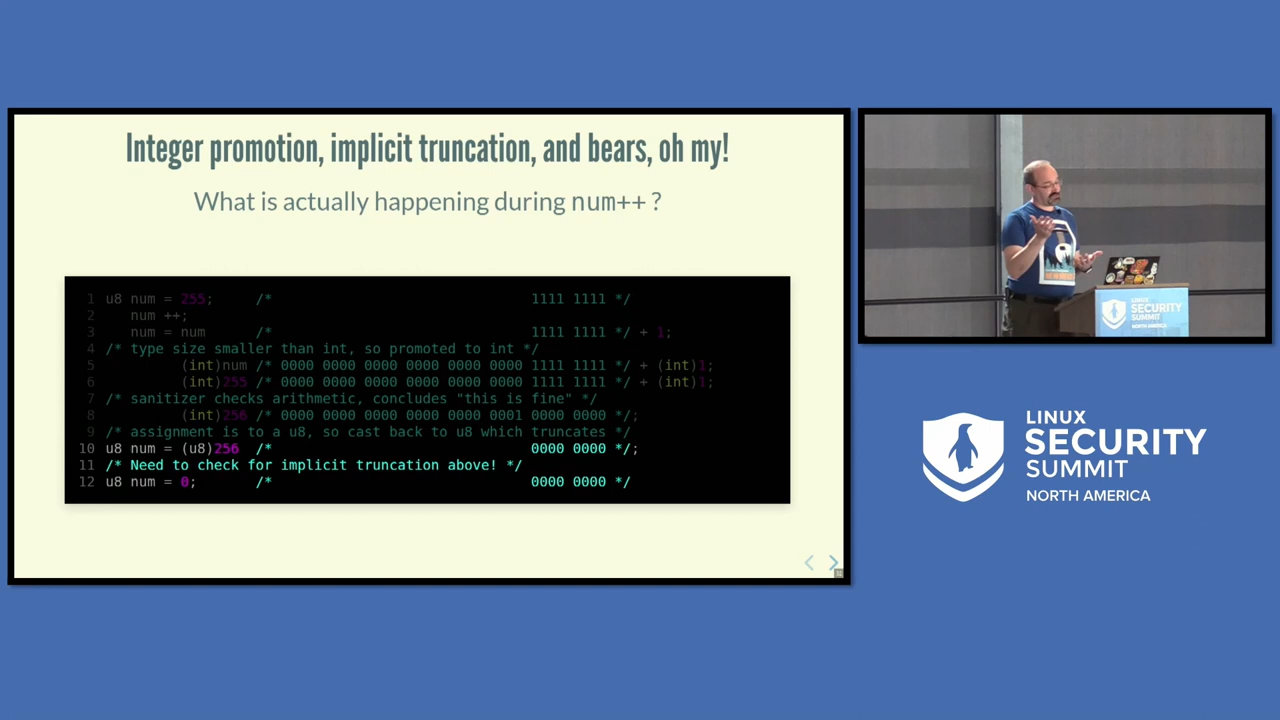 Integer promotion, implicit truncation, and bears, oh my!
What is actually happening during num++ ?
1 u8 num = 255; /* 1111 1111 */
2 num ++;
3 num = num /* 1111 1111 */ + 1;
4 /* type size smaller than int, so promoted to int */
5 (int)num /* 0000 0000 0000 0000 0000 0000 1111 1111 */ + (int)1;
6 (int)255 /* 0000 0000 0000 0000 0000 0000 1111 1111 */ + (int)1;
7 /* sanitizer checks arithmetic, concludes "this is fine" */
8 (int)256 /* 0000 0000 0000 0000 0000 0001 0000 0000 */;
9 /* assignment is to a u8, so cast back to u8 which truncates */
10 u8 num = (u8)256 /* 0000 0000 */;
11 /* Need to check for implicit truncation above! */
12 u8 num = 0; /* 0000 0000 */
LINUX
SECURITY
SUMMIT
NORTH AMERICA
LINUX
SECURITY
SUMMIT
NORTH AMERICA